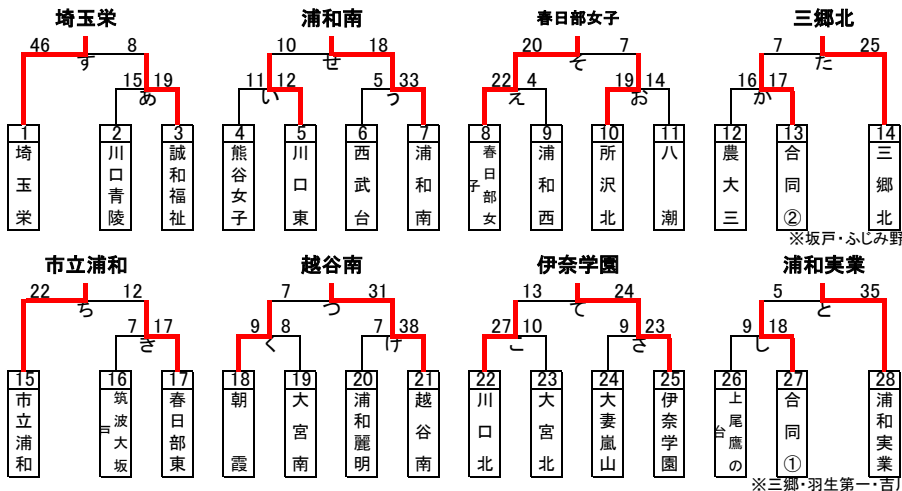 埼玉栄 浦和南 春日部女子 三郷北
46 8 10 18 20 7 7 25
す せ そ た
15 19 11 12 5 33 22 4 19 14 16 17
あ い う え お か
1 2 3 4 5 6 7 8 9 10 11 12 13 14
埼玉栄 川口青陵 誠和福祉 熊谷女子 川口東 西武台 浦和南 春日部女子 浦和西 所沢北 八潮 農大三 合同② 三郷北
※坂戸・ふじみ野
市立浦和 越谷南 伊奈学園 浦和実業
22 12 7 31 13 24 5 35
ち つ て と
7 17 9 8 7 38 27 10 9 23 9 18
き く け こ さ し
15 16 17 18 19 20 21 22 23 24 25 26 27 28
市立浦和 筑波大坂戸 春日部東 朝霞 大宮南 浦和麗明 越谷南 川口北 大宮北 大妻嵐山 伊奈学園 上尾鷹の台 合同① 浦和実業
※三郷・羽生第一・吉